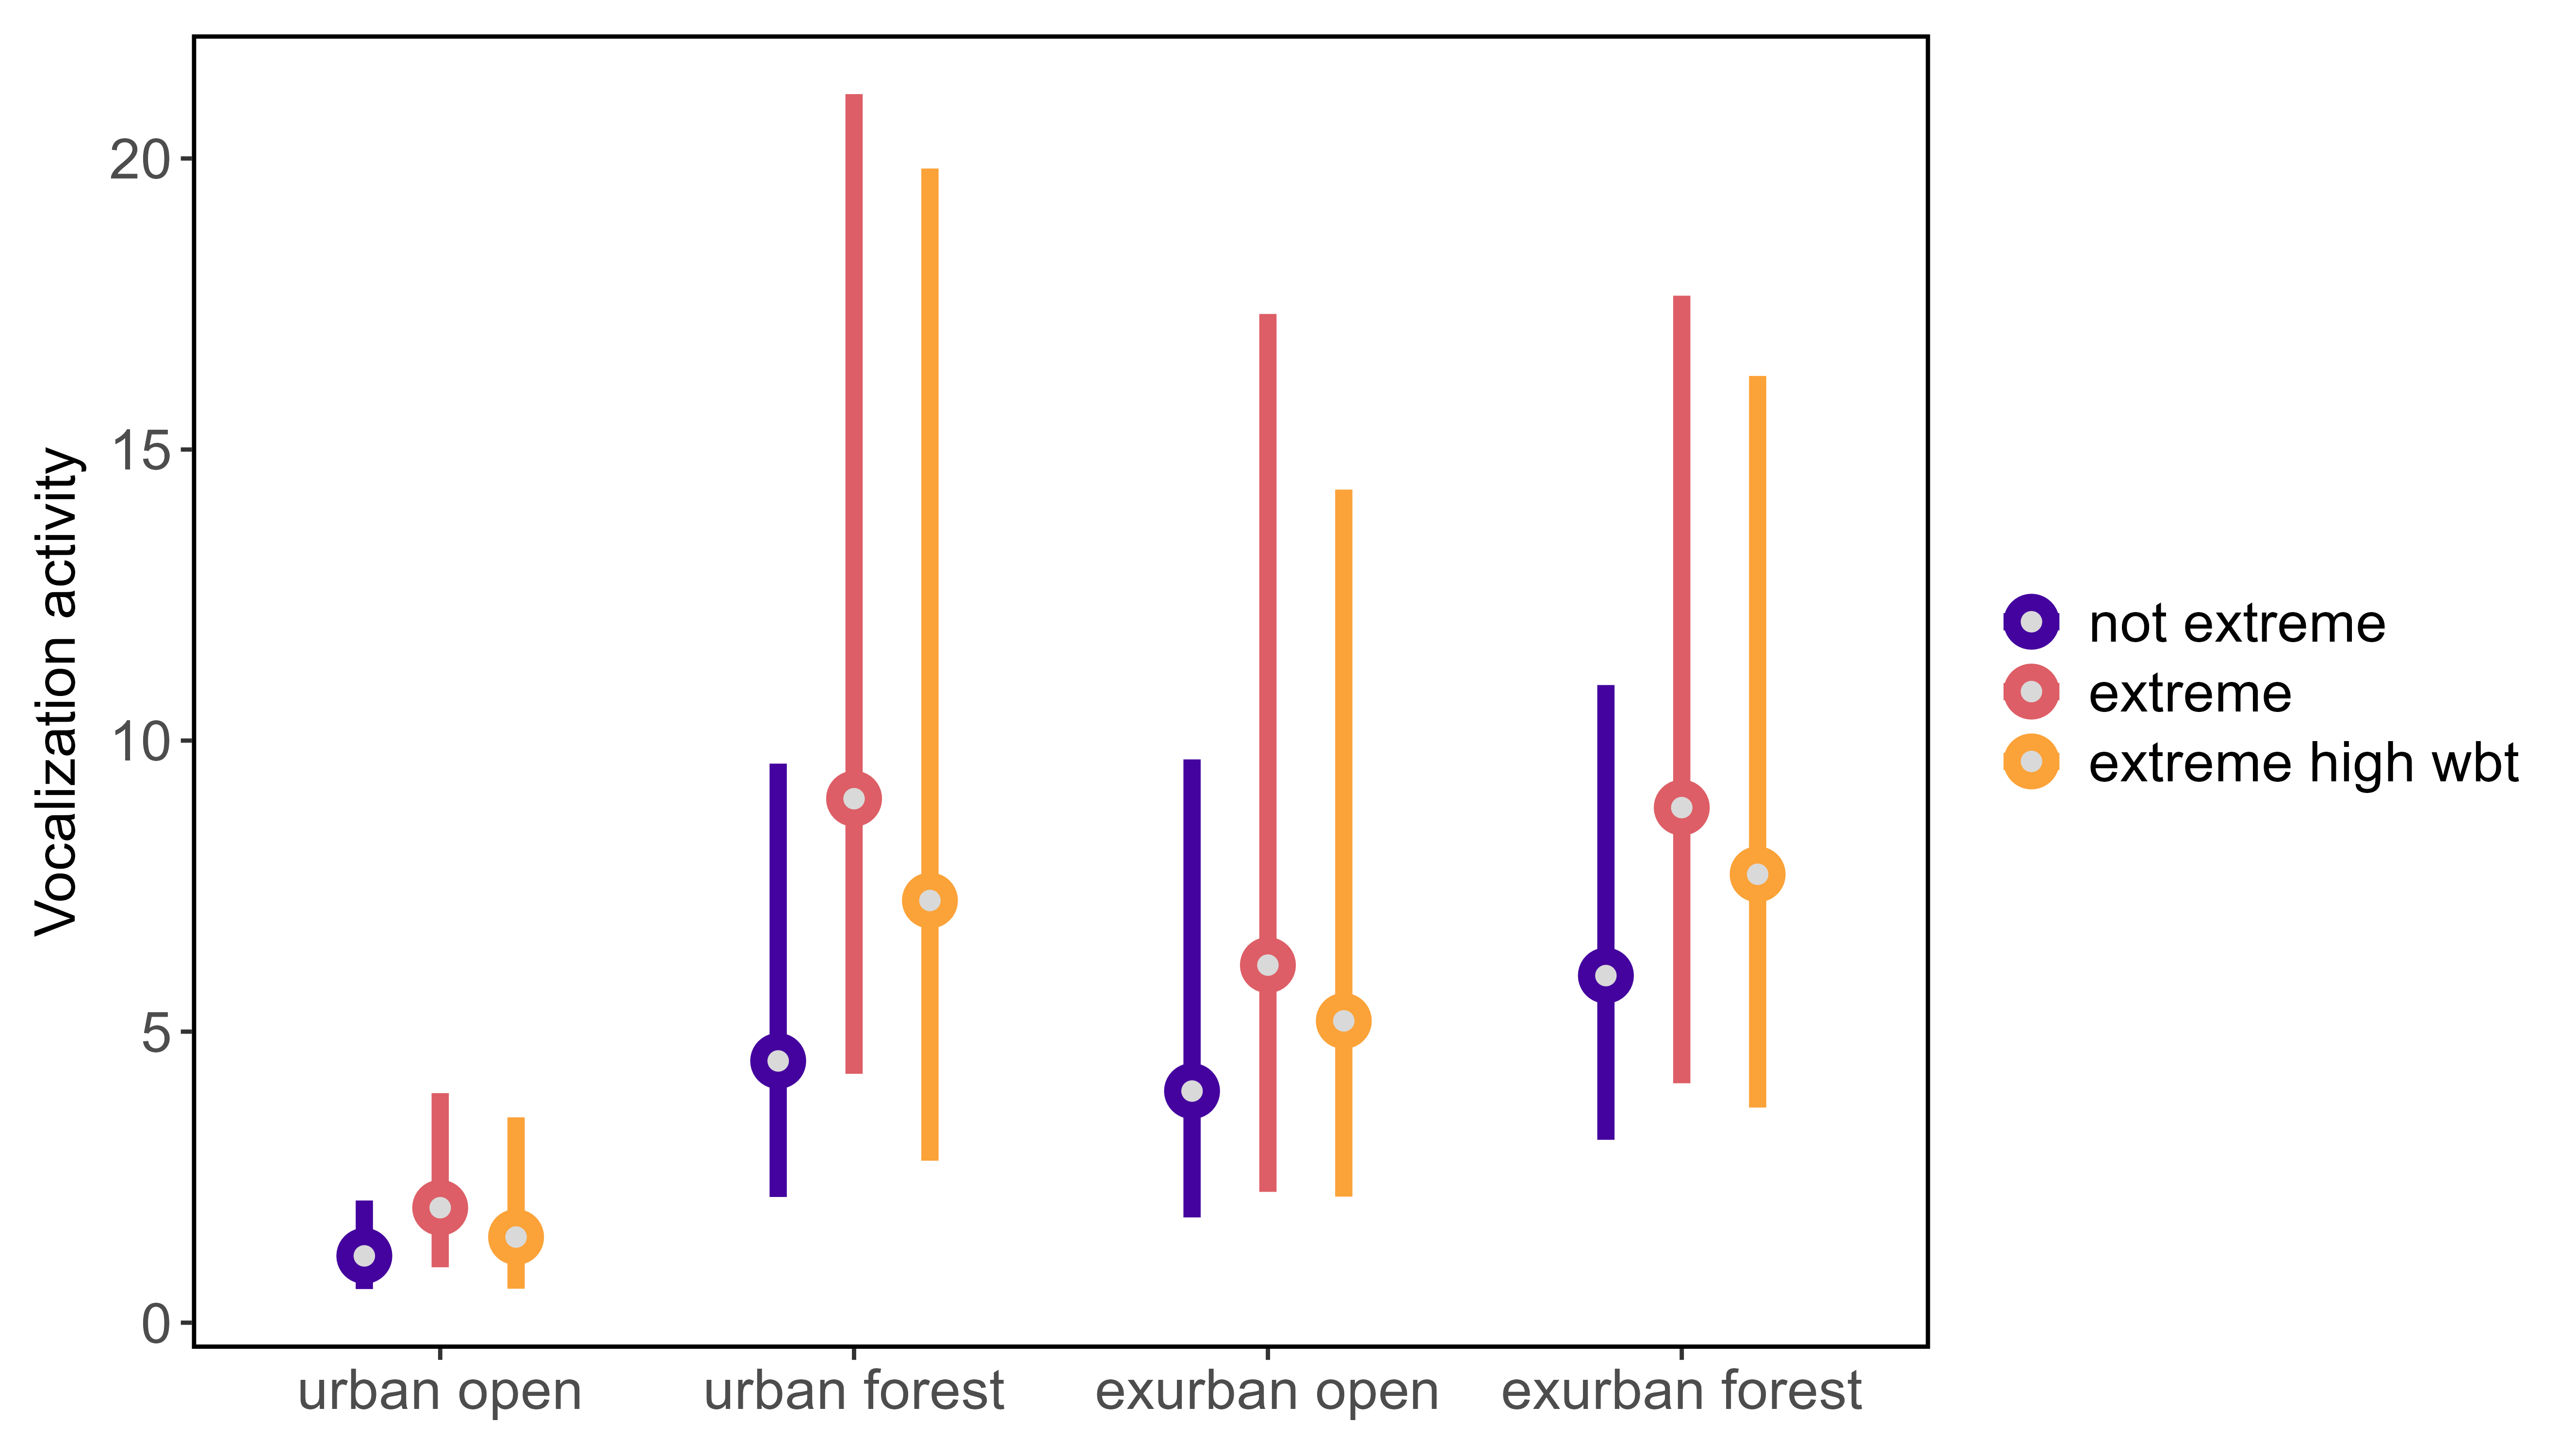 Vocalization activity
20
15
10
5
0
urban open
urban forest
exurban open
exurban forest
not extreme
extreme
extreme high wbt